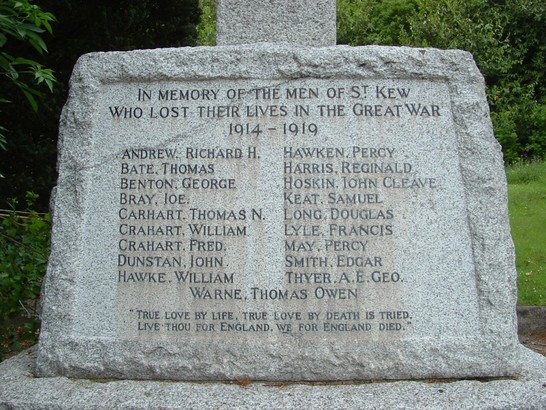 IN MEMORY OF THE MEN OF ST KEW
WHO LOST THEIR LIVES IN THE GREAT WAR
1914 - 1919
ANDREW, RICHARD H. HAWKEN, PERCY
BATE, THOMAS HARRIS, REGINALD
BENTON, GEORGE HOSKIN, JOHN CLEAVE
BRAY, JOE. KEAT, SAMUEL
CARHART, THOMAS N. LONG, DOUGLAS
CRAHART, WILLIAM LYLE, FRANCIS
CRAHART, FRED. MAY, PERCY
DUNSTAN, JOHN. SMITH, EDGAR
HAWKE, WILLIAM THYER, A.E. GEO.
WARNE, THOMAS OWEN
"TRUE LOVE BY LIFE, TRUE LOVE BY DEATH IS TRIED,
LIVE THOU FOR ENGLAND, WE FOR ENGLAND DIED."